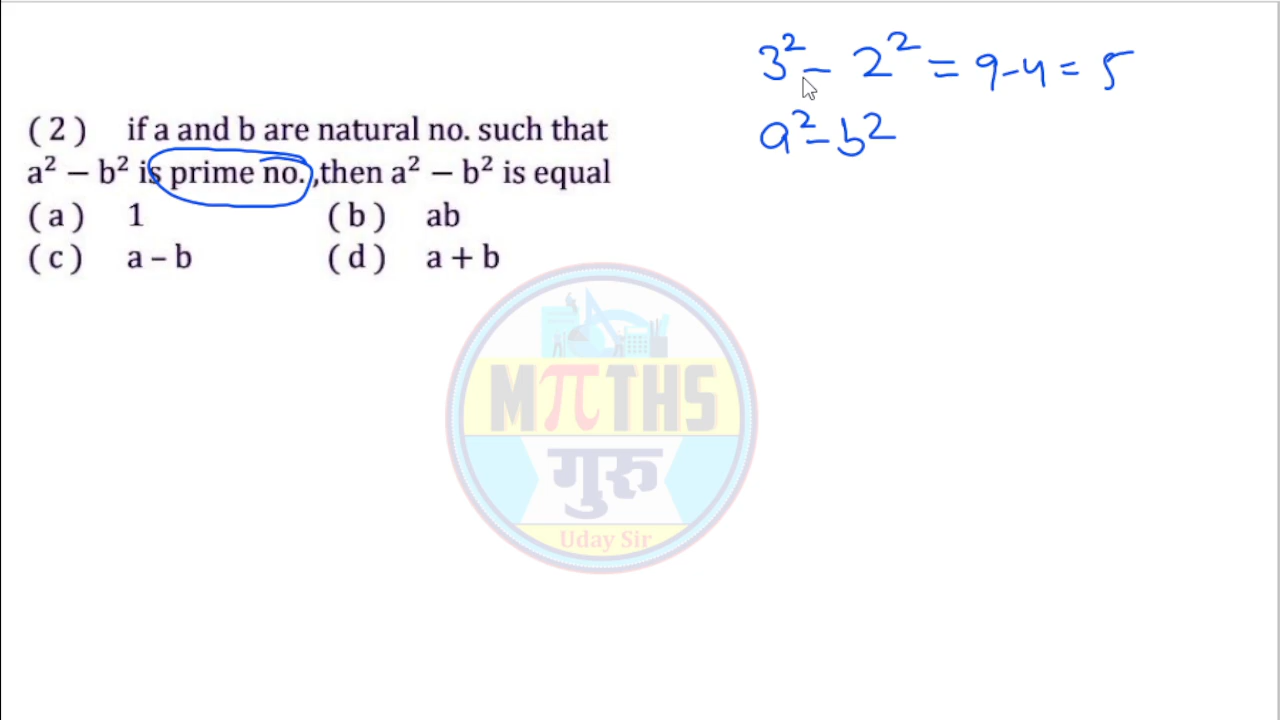 3² – 2² = 9-4 = 5
a² – b²
(2) if a and b are natural no. such that
a² – b² is prime no.,then a² – b² is equal
(a) 1 (b) ab
(c) a – b (d) a + b
MπTHS
गुरु
Uday Sir